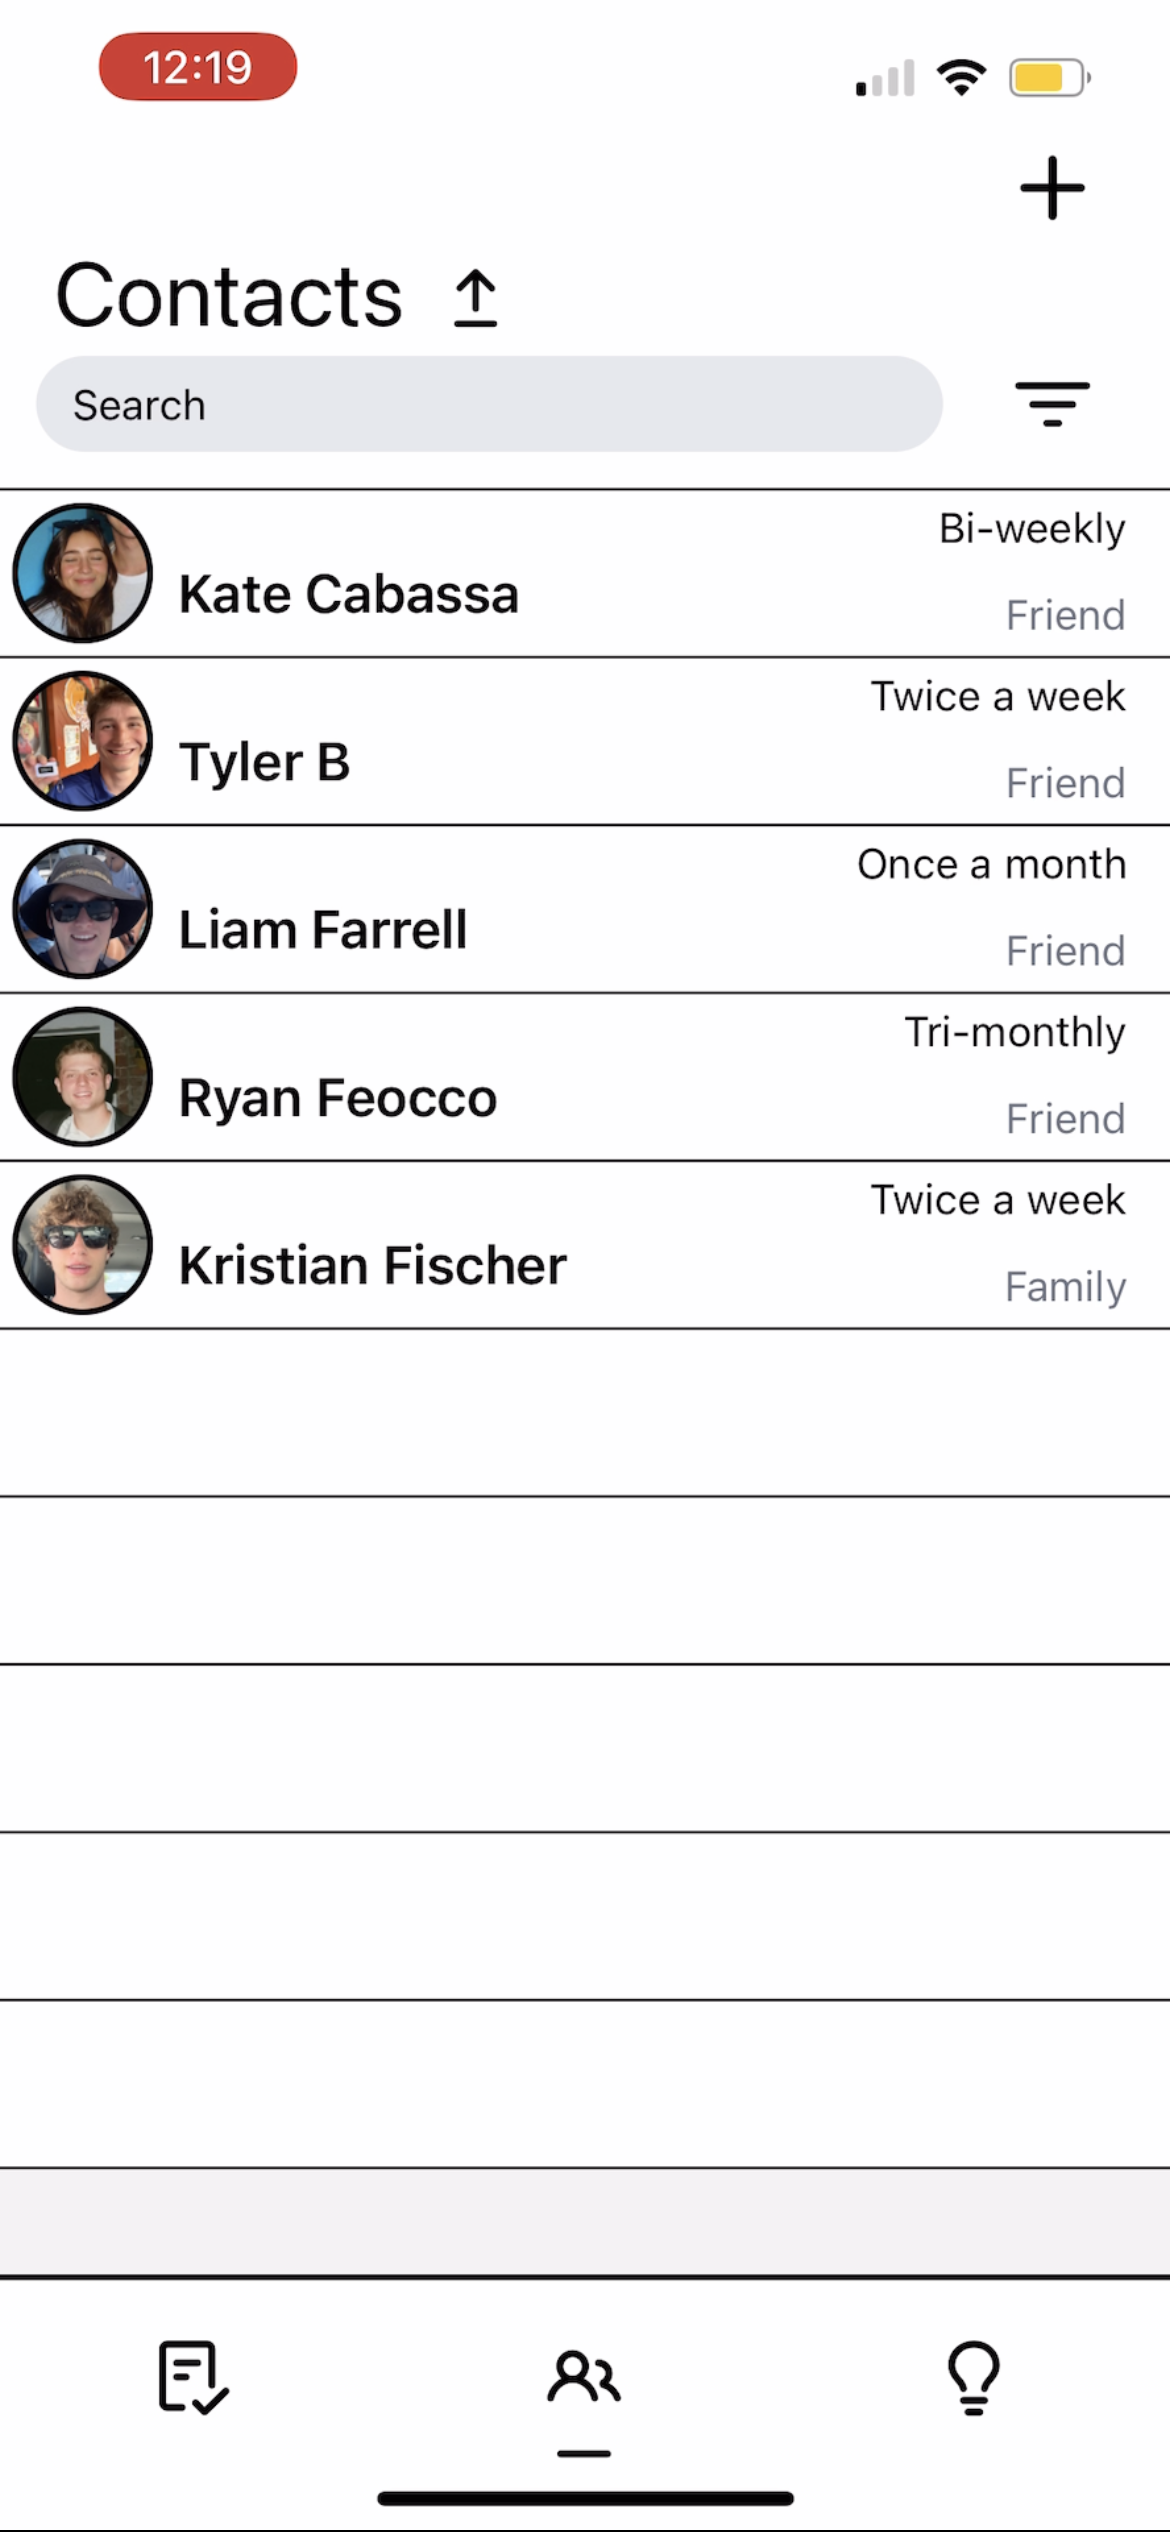 12:19
Contacts
Search
Bi-weekly
Kate Cabassa
Friend
Twice a week
Tyler B
Friend
Once a month
Liam Farrell
Friend
Tri-monthly
Ryan Feocco
Friend
Twice a week
Kristian Fischer
Family